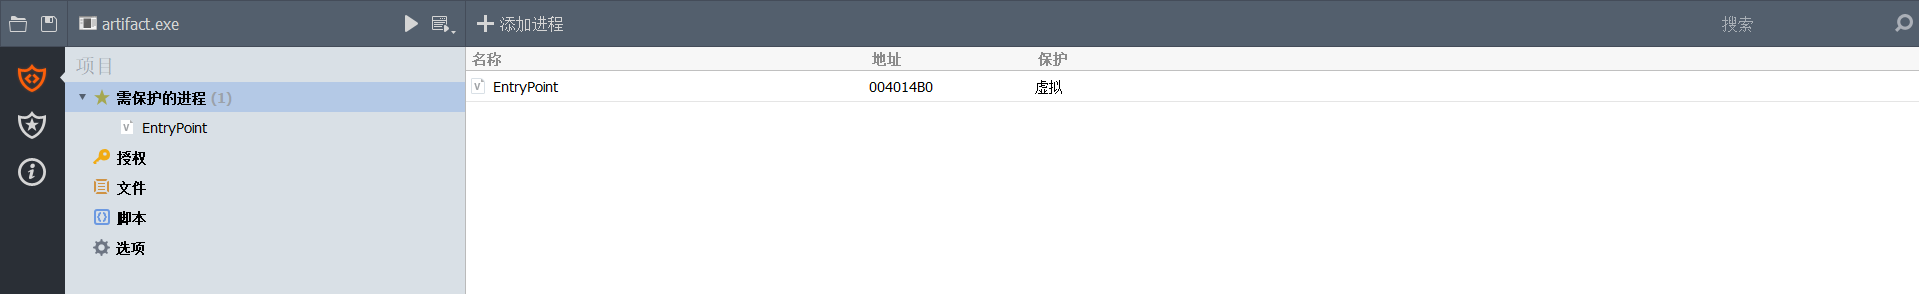 artifact.exe
添加进程
搜索
项目
需保护的进程 (1)
EntryPoint
授权
文件
脚本
选项
名称 地址 保护
EntryPoint 004014B0 虚拟